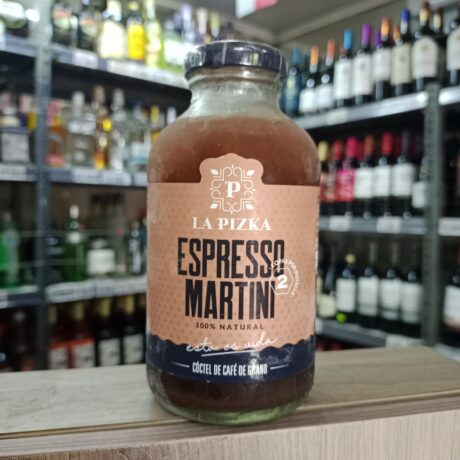 P
LA PIZKA
ESPRESSO
MARTINI
2
100% NATURAL
esto es vida
CÓCTEL DE CAFÉ DE GRANO